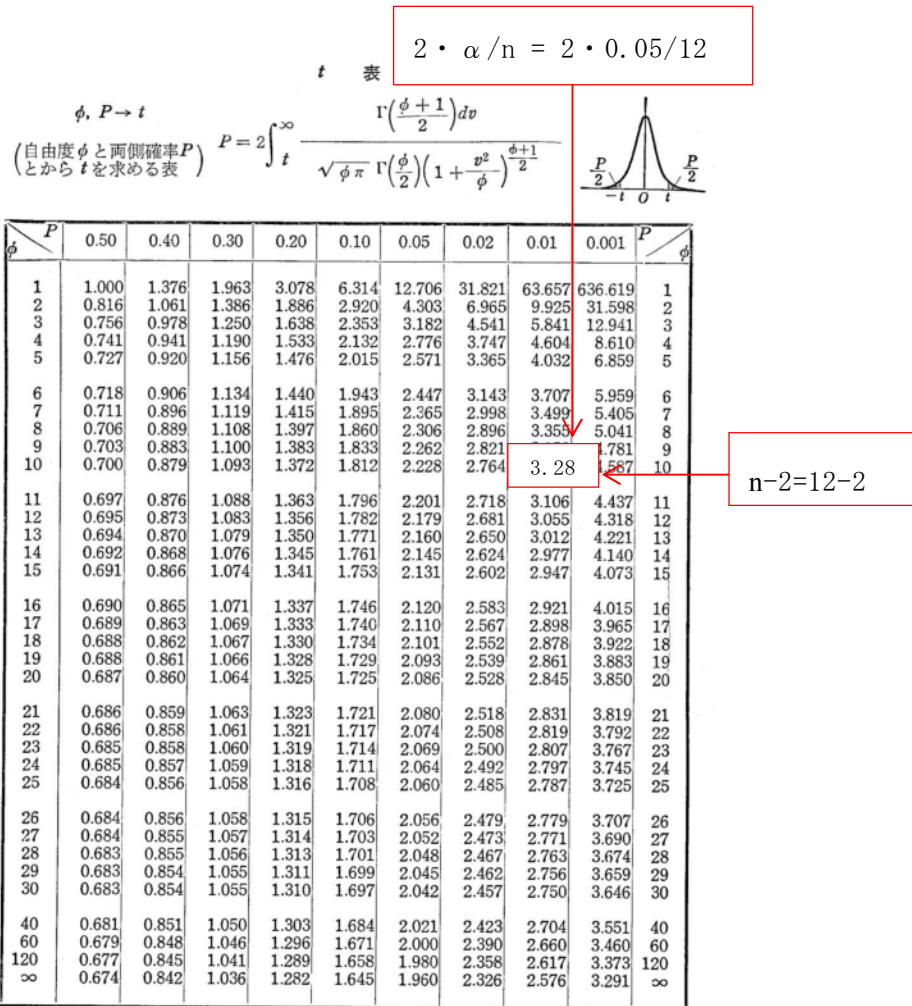 2・ α/n = 2・0.05/12
t 表
φ, P→t
(自由度φと両側確率P
とから t を求める表)
P = 2∫_t^∞ Γ((φ+1)/2)dv / (√φπ Γ(φ/2)(1+v²/φ)^((φ+1)/2))
P/2 P/2
-t O t
φ P 0.50 0.40 0.30 0.20 0.10 0.05 0.02 0.01 0.001 P φ
1 1.000 1.376 1.963 3.078 6.314 12.706 31.821 63.657 636.619 1
2 0.816 1.061 1.386 1.886 2.920 4.303 6.965 9.925 31.598 2
3 0.756 0.978 1.250 1.638 2.353 3.182 4.541 5.841 12.941 3
4 0.741 0.941 1.190 1.533 2.132 2.776 3.747 4.604 8.610 4
5 0.727 0.920 1.156 1.476 2.015 2.571 3.365 4.032 6.859 5
6 0.718 0.906 1.134 1.440 1.943 2.447 3.143 3.707 5.959 6
7 0.711 0.896 1.119 1.415 1.895 2.365 2.998 3.499 5.405 7
8 0.706 0.889 1.108 1.397 1.860 2.306 2.896 3.355 5.041 8
9 0.703 0.883 1.100 1.383 1.833 2.262 2.821 4.781 9
10 0.700 0.879 1.093 1.372 1.812 2.228 2.764 3.28 10
n-2=12-2
11 0.697 0.876 1.088 1.363 1.796 2.201 2.718 3.106 4.437 11
12 0.695 0.873 1.083 1.356 1.782 2.179 2.681 3.055 4.318 12
13 0.694 0.870 1.079 1.350 1.771 2.160 2.650 3.012 4.221 13
14 0.692 0.868 1.076 1.345 1.761 2.145 2.624 2.977 4.140 14
15 0.691 0.866 1.074 1.341 1.753 2.131 2.602 2.947 4.073 15
16 0.690 0.865 1.071 1.337 1.746 2.120 2.583 2.921 4.015 16
17 0.689 0.863 1.069 1.333 1.740 2.110 2.567 2.898 3.965 17
18 0.688 0.862 1.067 1.330 1.734 2.101 2.552 2.878 3.922 18
19 0.688 0.861 1.066 1.328 1.729 2.093 2.539 2.861 3.883 19
20 0.687 0.860 1.064 1.325 1.725 2.086 2.528 2.845 3.850 20
21 0.686 0.859 1.063 1.323 1.721 2.080 2.518 2.831 3.819 21
22 0.686 0.858 1.061 1.321 1.717 2.074 2.508 2.819 3.792 22
23 0.685 0.858 1.060 1.319 1.714 2.069 2.500 2.807 3.767 23
24 0.685 0.857 1.059 1.318 1.711 2.064 2.492 2.797 3.745 24
25 0.684 0.856 1.058 1.316 1.708 2.060 2.485 2.787 3.725 25
26 0.684 0.856 1.058 1.315 1.706 2.056 2.479 2.779 3.707 26
27 0.684 0.855 1.057 1.314 1.703 2.052 2.473 2.771 3.690 27
28 0.683 0.855 1.056 1.313 1.701 2.048 2.467 2.763 3.674 28
29 0.683 0.854 1.055 1.311 1.699 2.045 2.462 2.756 3.659 29
30 0.683 0.854 1.055 1.310 1.697 2.042 2.457 2.750 3.646 30
40 0.681 0.851 1.050 1.303 1.684 2.021 2.423 2.704 3.551 40
60 0.679 0.848 1.046 1.296 1.671 2.000 2.390 2.660 3.460 60
120 0.677 0.845 1.041 1.289 1.658 1.980 2.358 2.617 3.373 120
∞ 0.674 0.842 1.036 1.282 1.645 1.960 2.326 2.576 3.291 ∞